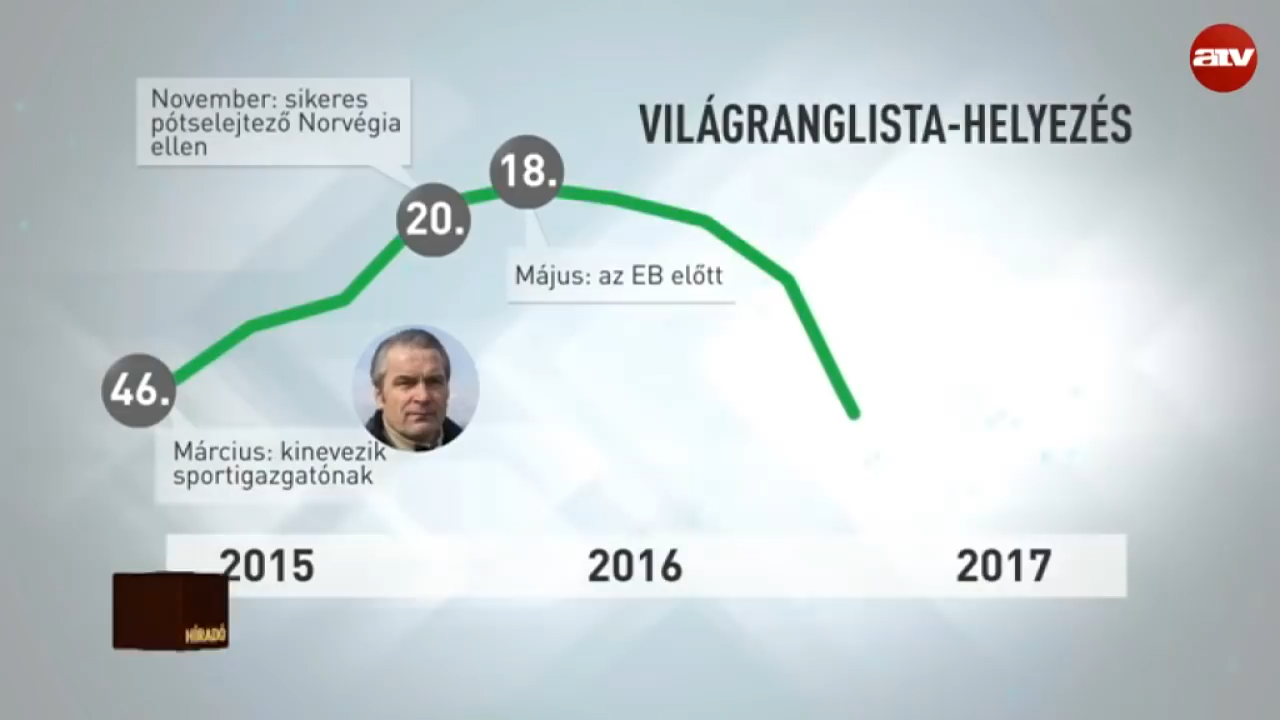 atv
VILÁGRANGLISTA-HELYEZÉS
November: sikeres
pótselejtező Norvégia
ellen
18.
20.
Május: az EB előtt
46.
Március: kinevezik
sportigazgatónak
2015
2016
2017
HÍRADÓ